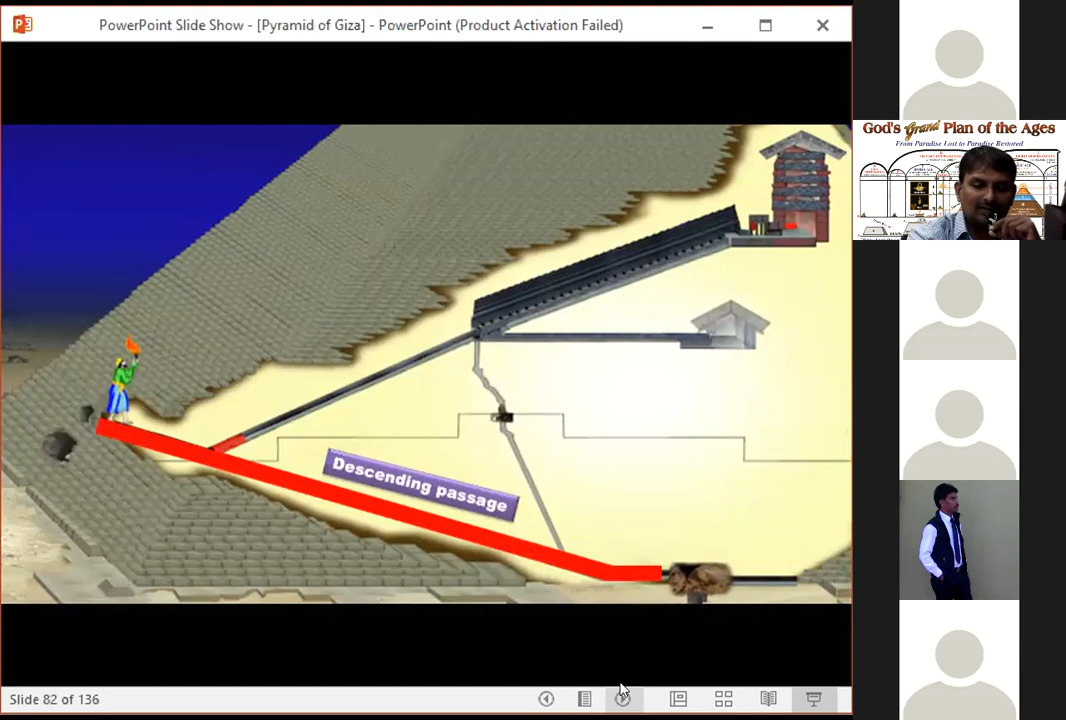 PowerPoint Slide Show - [Pyramid of Giza] - PowerPoint (Product Activation Failed)
God's Grand Plan of the Ages
From Paradise Lost to Paradise Restored
Descending passage
Slide 82 of 136